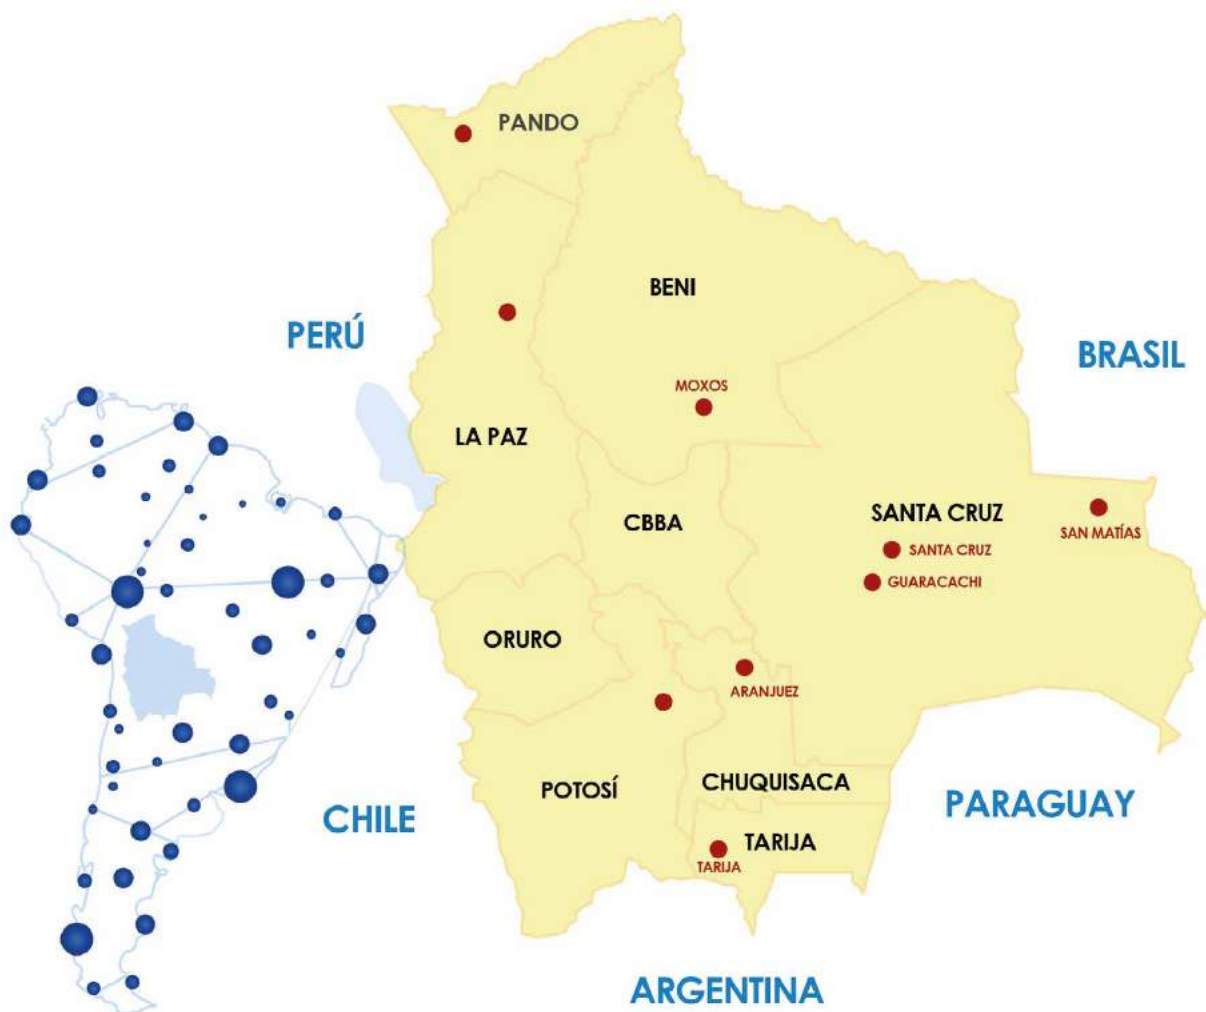 PANDO
BENI
PERÚ
BRASIL
MOXOS
LA PAZ
SANTA CRUZ
CBBA
SAN MATÍAS
SANTA CRUZ
GUARACACHI
ORURO
ARANJUEZ
POTOSÍ
CHUQUISACA
PARAGUAY
CHILE
TARIJA
TARIJA
ARGENTINA